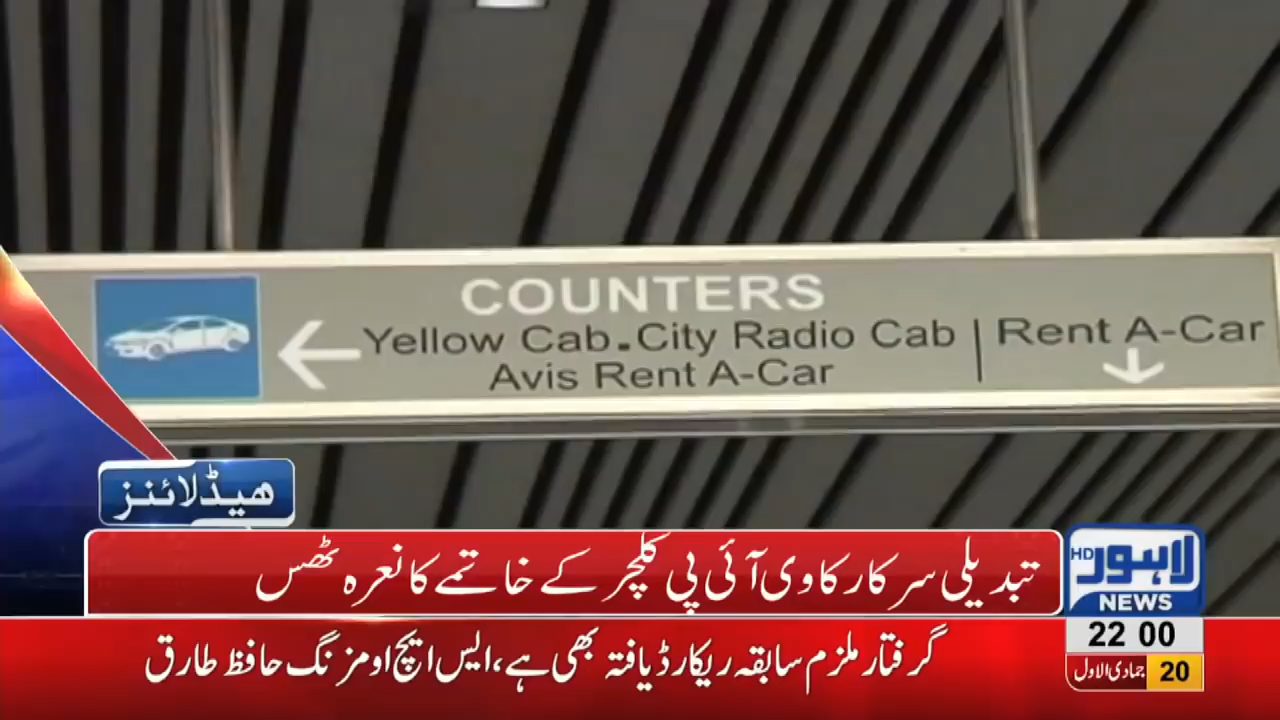 COUNTERS
Yellow Cab. City Radio Cab | Rent A-Car
Avis Rent A-Car
ھیڈلائنز
تبدیلی سرکار کا وی آئی پی کلچر کے خاتمے کا نعرہ ٹھس
HD لاہور
NEWS
22 00
گرفتار ملزم سابقہ ریکارڈ یافتہ بھی ہے، ایس ایچ او مزنگ حافظ طارق
20 جمادی الاول